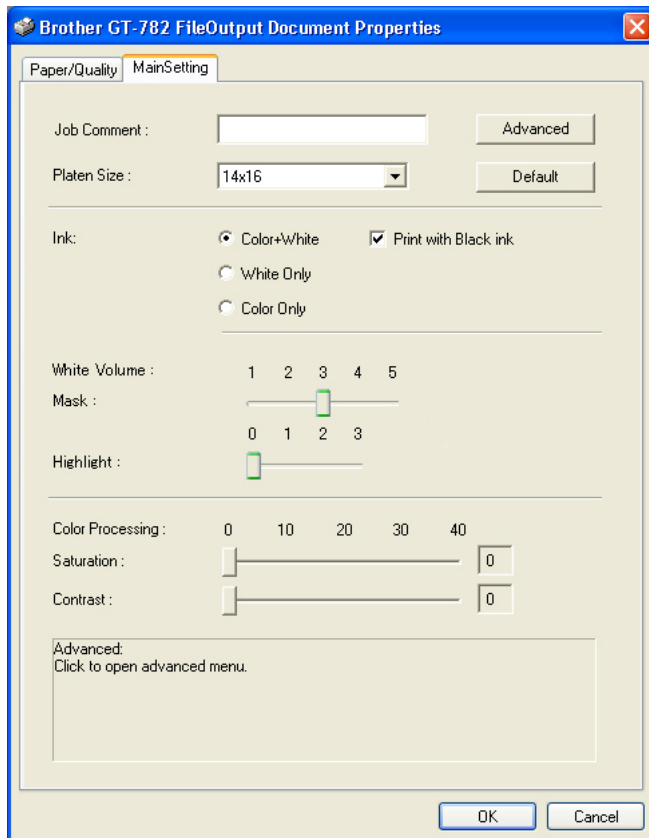 Brother GT-782 FileOutput Document Properties
Paper/Quality MainSetting
Job Comment : Advanced
Platen Size : 14x16 Default
Ink: Color+White Print with Black ink
White Only
Color Only
White Volume : 1 2 3 4 5
Mask :
0 1 2 3
Highlight :
Color Processing : 0 10 20 30 40
Saturation : 0
Contrast : 0
Advanced:
Click to open advanced menu.
OK Cancel